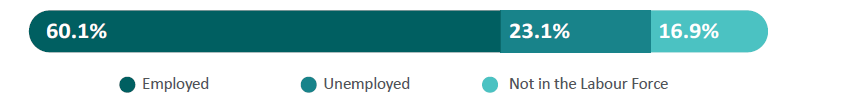 60.1% 23.1% 16.9%
Employed Unemployed Not in the Labour Force